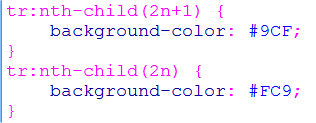 tr:nth-child(2n+1) {
    background-color: #9CF;
}
tr:nth-child(2n) {
    background-color: #FC9;
}